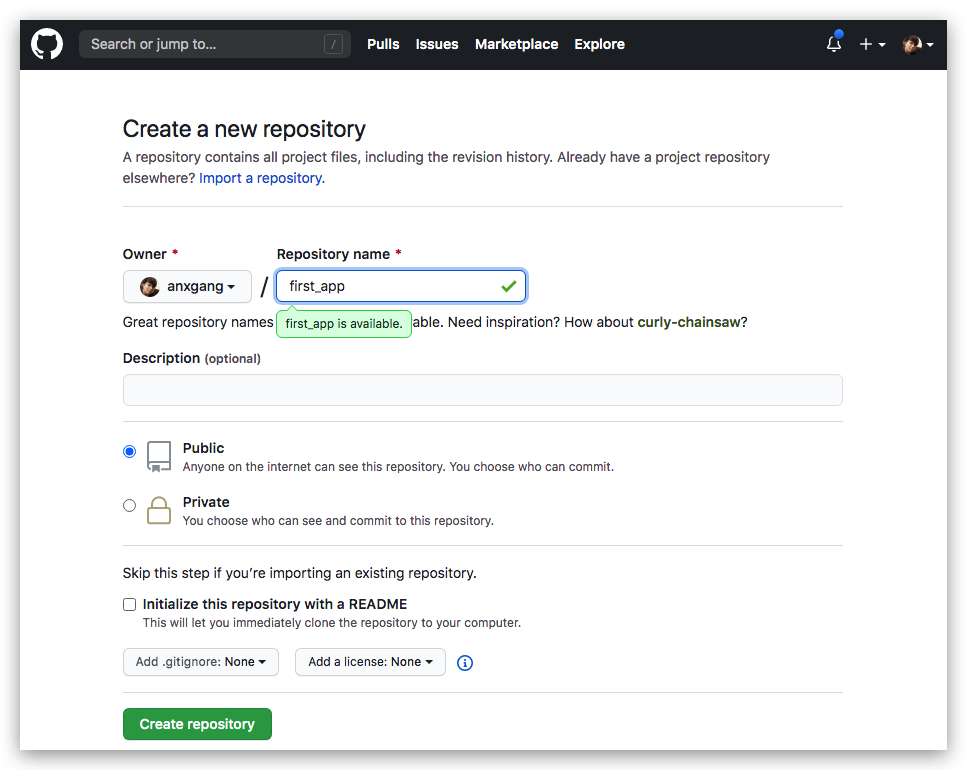 Search or jump to... / Pulls Issues Marketplace Explore
Create a new repository
A repository contains all project files, including the revision history. Already have a project repository
elsewhere? Import a repository.
Owner * Repository name *
anxgang / first_app
Great repository names able. Need inspiration? How about curly-chainsaw?
first_app is available.
Description (optional)
Public
Anyone on the internet can see this repository. You choose who can commit.
Private
You choose who can see and commit to this repository.
Skip this step if you’re importing an existing repository.
Initialize this repository with a README
This will let you immediately clone the repository to your computer.
Add .gitignore: None Add a license: None
Create repository